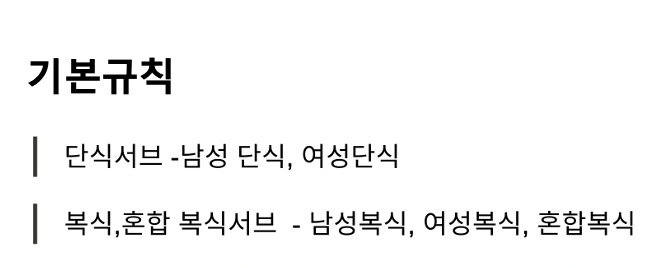 기본규칙
단식서브 -남성 단식, 여성단식
복식,혼합 복식서브  - 남성복식, 여성복식, 혼합복식